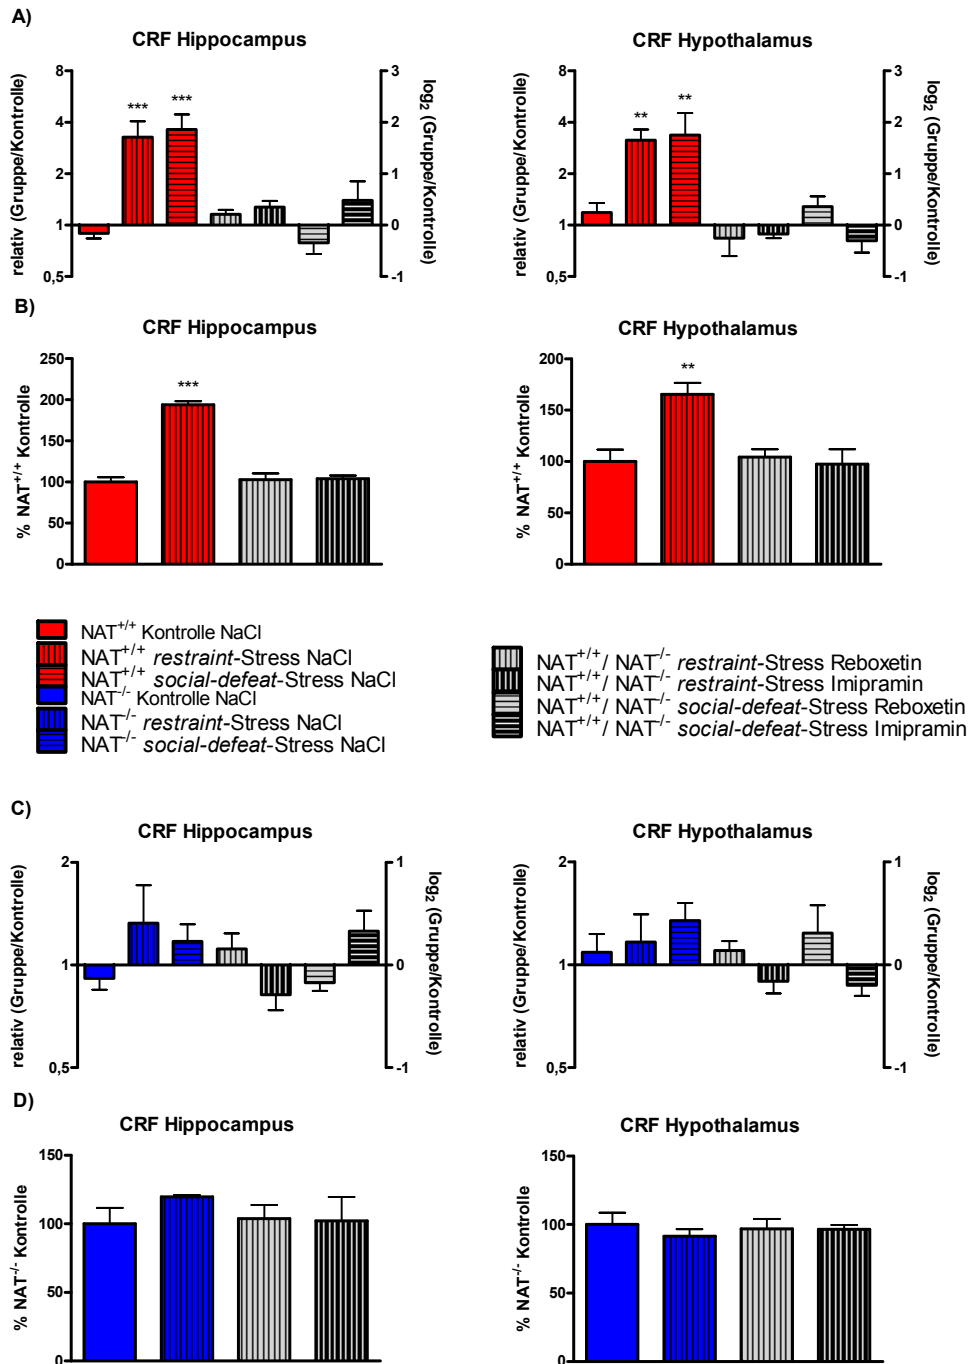 A)
CRF Hippocampus
relativ (Gruppe/Kontrolle)
8
4
2
1
0,5
*** ***
3
2
1
0
-1
log₂ (Gruppe/Kontrolle)
CRF Hypothalamus
relativ (Gruppe/Kontrolle)
8
4
2
1
0,5
** **
3
2
1
0
-1
log₂ (Gruppe/Kontrolle)
B)
CRF Hippocampus
% NAT+/+ Kontrolle
250
200
150
100
50
0
***
CRF Hypothalamus
% NAT+/+ Kontrolle
200
150
100
50
0
**
NAT+/+ Kontrolle NaCl
NAT+/+ restraint-Stress NaCl
NAT+/+ social-defeat-Stress NaCl
NAT-/- Kontrolle NaCl
NAT-/- restraint-Stress NaCl
NAT-/- social-defeat-Stress NaCl
NAT+/+/ NAT-/- restraint-Stress Reboxetin
NAT+/+/ NAT-/- restraint-Stress Imipramin
NAT+/+/ NAT-/- social-defeat-Stress Reboxetin
NAT+/+/ NAT-/- social-defeat-Stress Imipramin
C)
CRF Hippocampus
relativ (Gruppe/Kontrolle)
2
1
0,5
1
0
-1
log₂ (Gruppe/Kontrolle)
CRF Hypothalamus
relativ (Gruppe/Kontrolle)
2
1
0,5
1
0
-1
log₂ (Gruppe/Kontrolle)
D)
CRF Hippocampus
% NAT-/- Kontrolle
150
100
50
0
CRF Hypothalamus
% NAT-/- Kontrolle
150
100
50
0